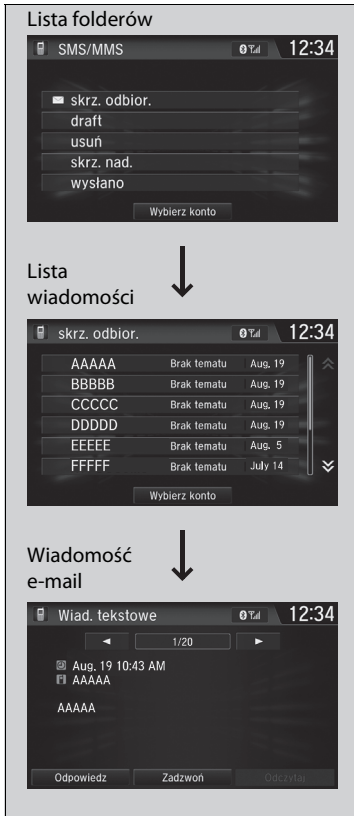 Lista folderów
SMS/MMS 12:34
skrz. odbior.
draft
usuń
skrz. nad.
wysłano
Wybierz konto
Lista
wiadomości
skrz. odbior. 12:34
AAAAA Brak tematu Aug. 19
BBBBB Brak tematu Aug. 19
CCCCC Brak tematu Aug. 19
DDDDD Brak tematu Aug. 19
EEEEE Brak tematu Aug. 5
FFFFF Brak tematu July 14
Wybierz konto
Wiadomość
e-mail
Wiad. tekstowe 12:34
1/20
Aug. 19 10:43 AM
AAAAA
AAAAA
Odpowiedz Zadzwoń Odczytaj